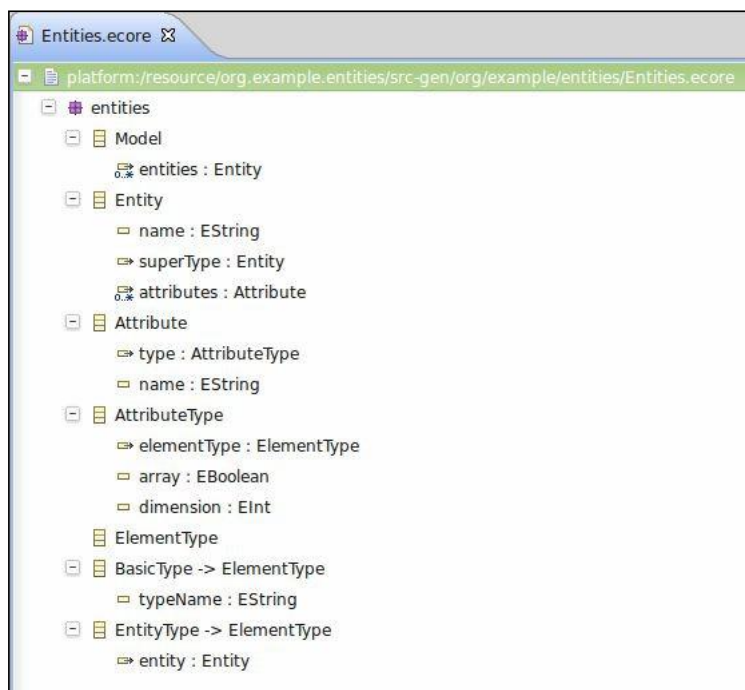 Entities.ecore
platform:/resource/org.example.entities/src-gen/org/example/entities/Entities.ecore
entities
Model
0..* entities : Entity
Entity
name : EString
superType : Entity
0..* attributes : Attribute
Attribute
type : AttributeType
name : EString
AttributeType
elementType : ElementType
array : EBoolean
dimension : EInt
ElementType
BasicType -> ElementType
typeName : EString
EntityType -> ElementType
entity : Entity